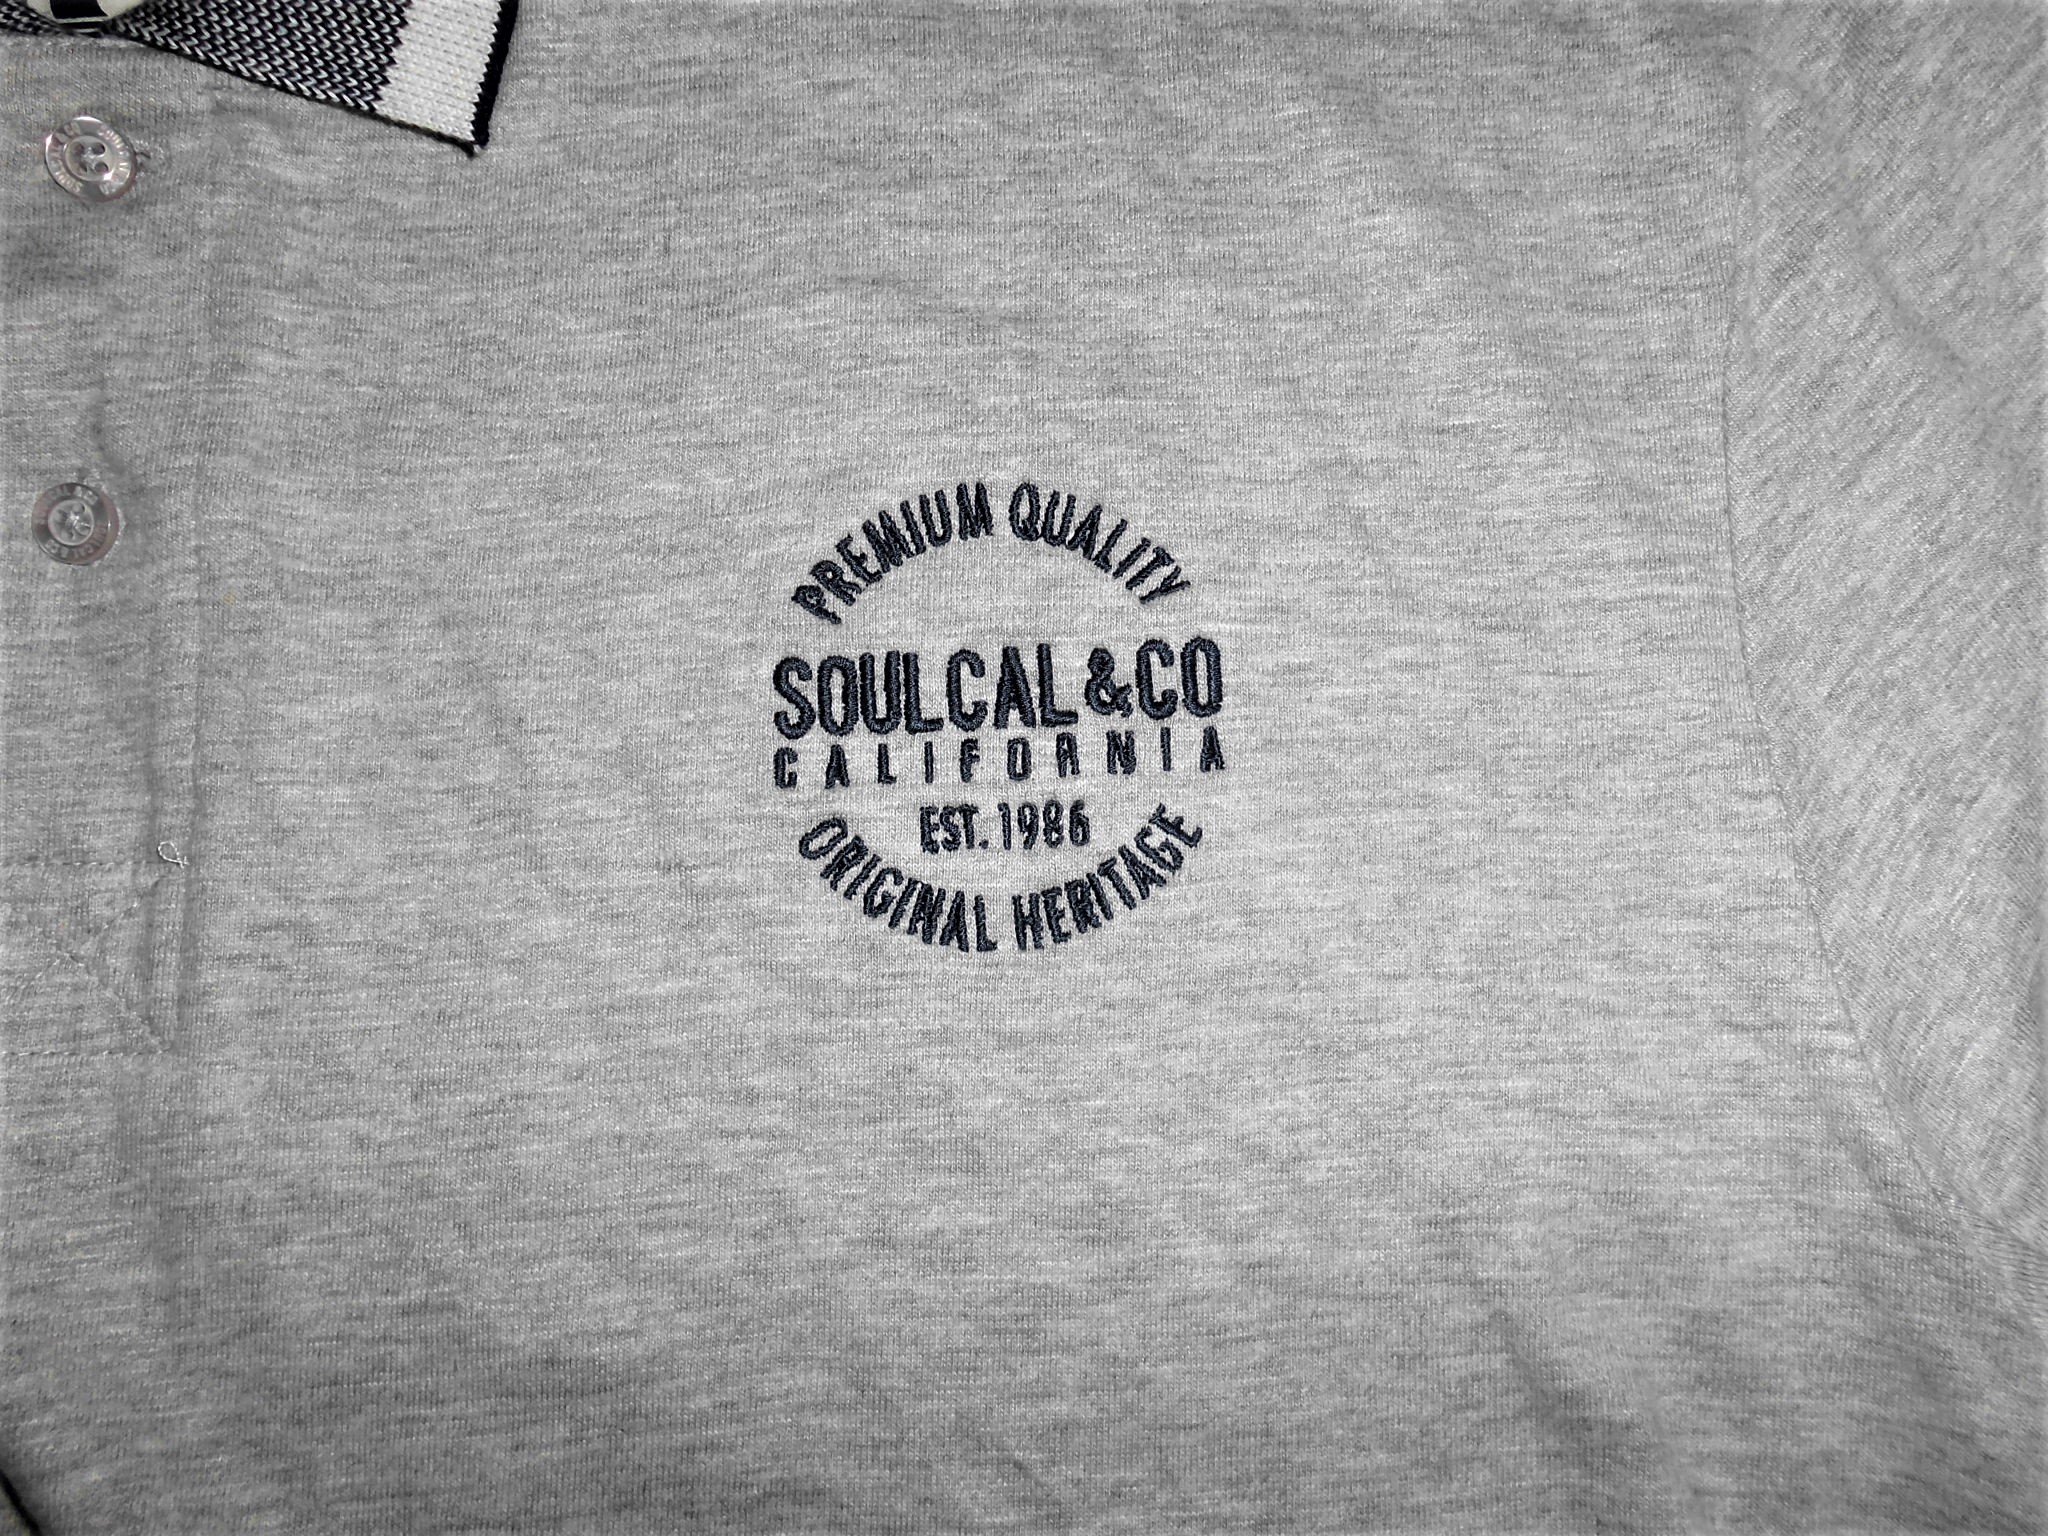 PREMIUM QUALITY
SOULCAL&CO
CALIFORNIA
EST. 1986
ORIGINAL HERITAGE